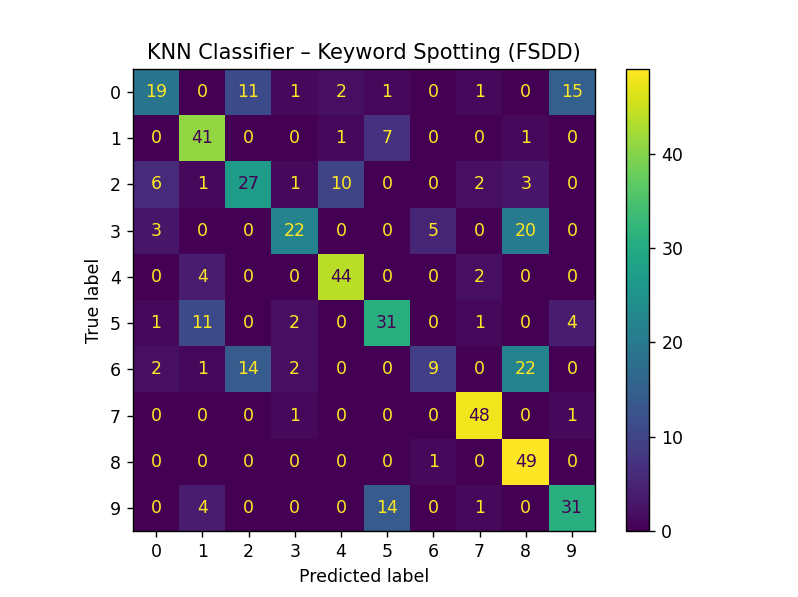 KNN Classifier – Keyword Spotting (FSDD)
0 19 0 11 1 2 1 0 1 0 15
1 0 41 0 0 1 7 0 0 1 0
2 6 1 27 1 10 0 0 2 3 0
3 3 0 0 22 0 0 5 0 20 0
4 0 4 0 0 44 0 0 2 0 0
5 1 11 0 2 0 31 0 1 0 4
6 2 1 14 2 0 0 9 0 22 0
7 0 0 0 1 0 0 0 48 0 1
8 0 0 0 0 0 0 1 0 49 0
9 0 4 0 0 0 14 0 1 0 31
0 1 2 3 4 5 6 7 8 9
Predicted label
True label
40
30
20
10
0